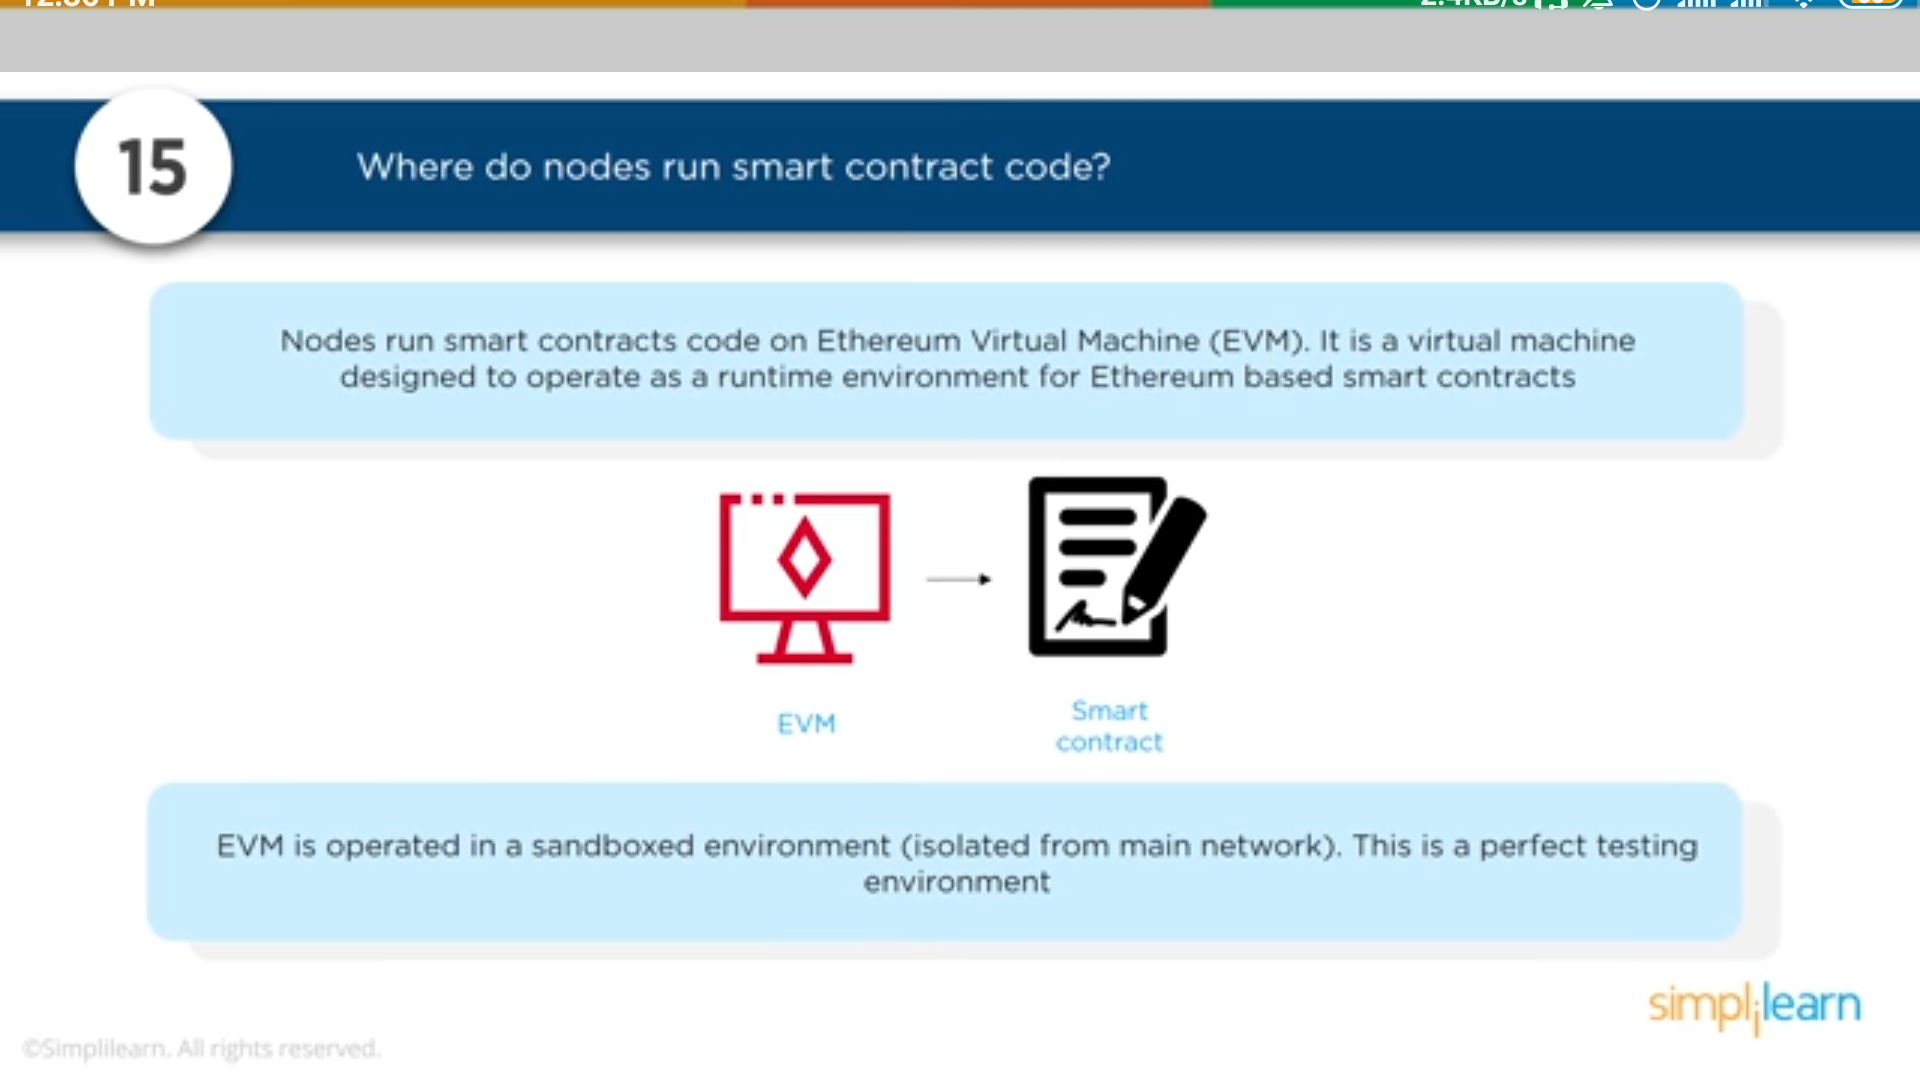 15
Where do nodes run smart contract code?
Nodes run smart contracts code on Ethereum Virtual Machine (EVM). It is a virtual machine
designed to operate as a runtime environment for Ethereum based smart contracts
EVM
Smart
contract
EVM is operated in a sandboxed environment (isolated from main network). This is a perfect testing
environment
simplilearn
©Simplilearn. All rights reserved.